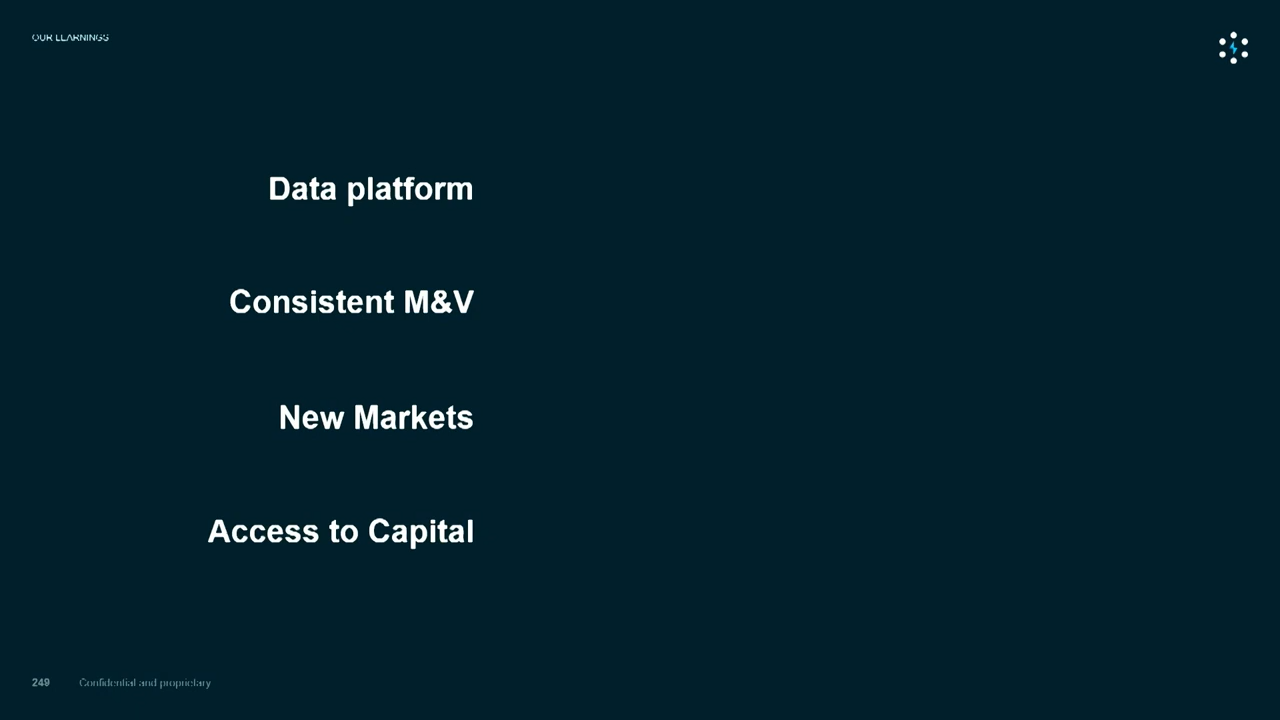 OUR LEARNINGS
Data platform
Consistent M&V
New Markets
Access to Capital
249 Confidential and proprietary